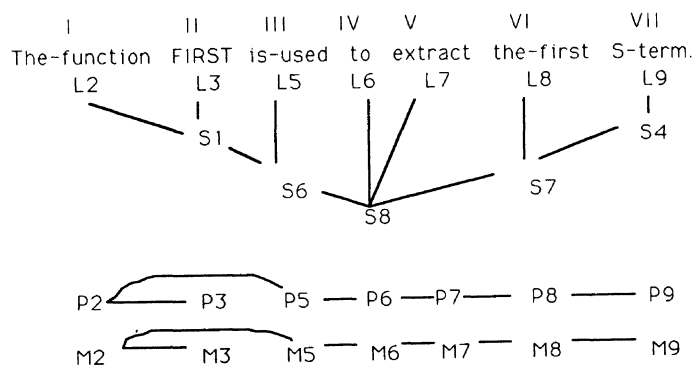 I II III IV V VI VII
The-function FIRST is-used to extract the-first S-term.
L2 L3 L5 L6 L7 L8 L9
S1 S4
S6 S7
S8
P2 P3 P5 P6 P7 P8 P9
M2 M3 M5 M6 M7 M8 M9